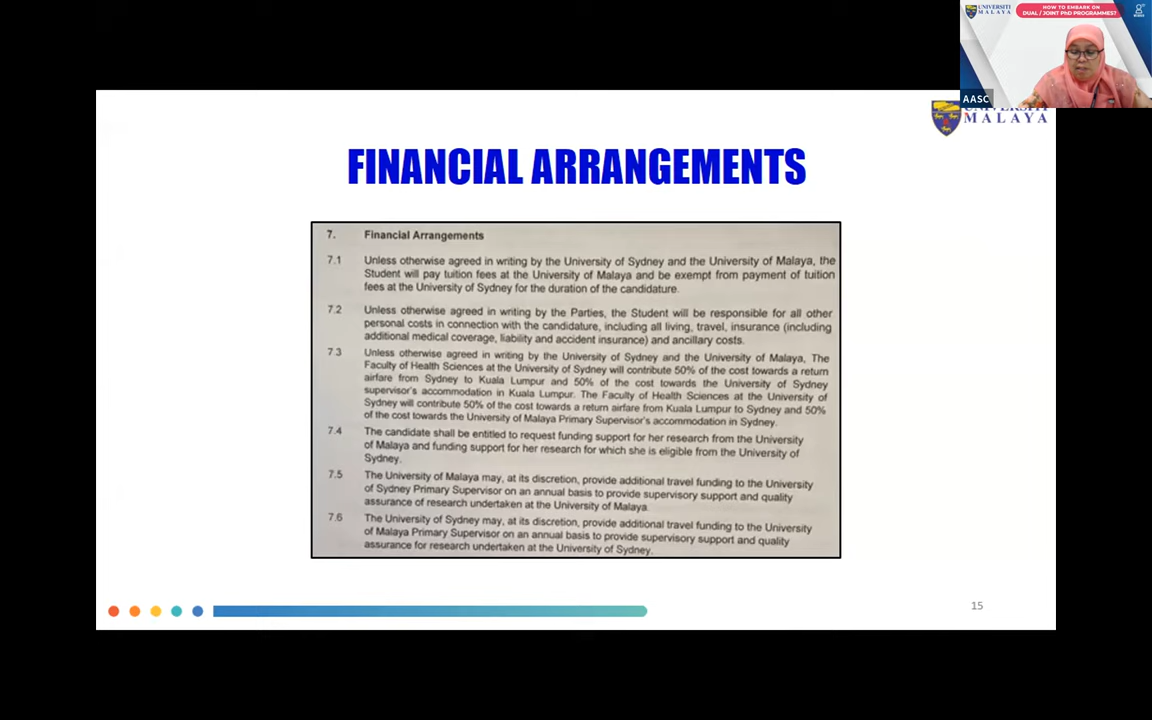 UNIVERSITI
MALAYA
HOW TO EMBARK ON
DUAL / JOINT PhD PROGRAMMES?
AASC
MALAYA
FINANCIAL ARRANGEMENTS
7. Financial Arrangements
7.1 Unless otherwise agreed in writing by the University of Sydney and the University of Malaya, the
Student will pay tuition fees at the University of Malaya and be exempt from payment of tuition
fees at the University of Sydney for the duration of the candidature.
7.2 Unless otherwise agreed in writing by the Parties, the Student will be responsible for all other
personal costs in connection with the candidature, including all living, travel, insurance (including
additional medical coverage, liability and accident insurance) and ancillary costs.
7.3 Unless otherwise agreed in writing by the University of Sydney and the University of Malaya, The
Faculty of Health Sciences at the University of Sydney will contribute 50% of the cost towards a return
airfare from Sydney to Kuala Lumpur and 50% of the cost towards the University of Sydney
supervisor's accommodation in Kuala Lumpur. The Faculty of Health Sciences at the University of
Sydney will contribute 50% of the cost towards a return airfare from Kuala Lumpur to Sydney and 50%
of the cost towards the University of Malaya Primary Supervisor's accommodation in Sydney.
7.4 The candidate shall be entitled to request funding support for her research from the University
of Malaya and funding support for her research for which she is eligible from the University of
Sydney.
7.5 The University of Malaya may, at its discretion, provide additional travel funding to the University
of Sydney Primary Supervisor on an annual basis to provide supervisory support and quality
assurance of research undertaken at the University of Malaya.
7.6 The University of Sydney may, at its discretion, provide additional travel funding to the University
of Malaya Primary Supervisor on an annual basis to provide supervisory support and quality
assurance for research undertaken at the University of Sydney.
15